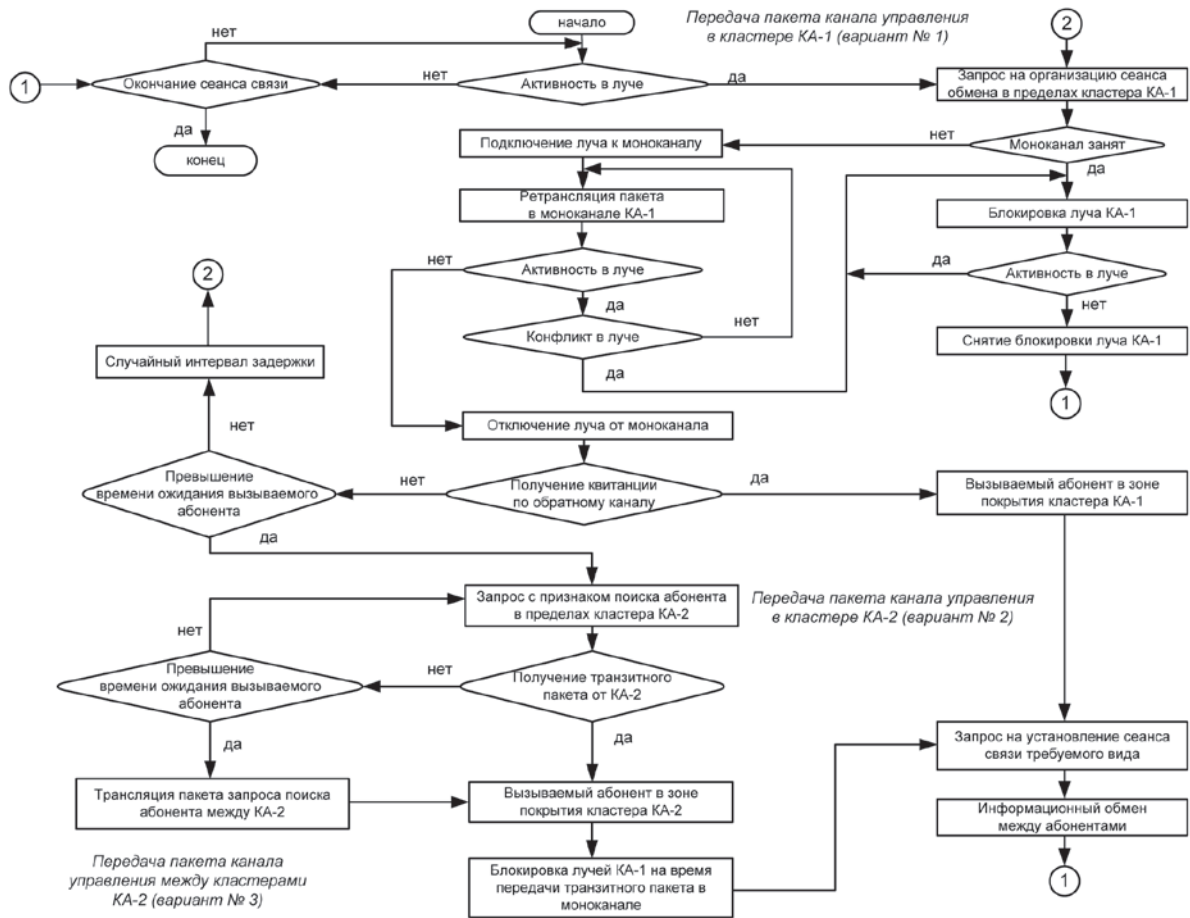 начало
Передача пакета канала управления
в кластере КА-1 (вариант № 1)
2
нет
1
Окончание сеанса связи
нет
Активность в луче
да
Запрос на организацию сеанса
обмена в пределах кластера КА-1
да
конец
Подключение луча к моноканалу
нет
Моноканал занят
да
Ретрансляция пакета
в моноканале КА-1
Блокировка луча КА-1
нет
Активность в луче
да
Активность в луче
2
да
нет
Конфликт в луче
нет
Случайный интервал задержки
да
Снятие блокировки луча КА-1
1
нет
Отключение луча от моноканала
Превышение
времени ожидания вызываемого
абонента
нет
Получение квитанции
по обратному каналу
да
Вызываемый абонент в зоне
покрытия кластера КА-1
да
Запрос с признаком поиска абонента
в пределах кластера КА-2
Передача пакета канала управления
в кластере КА-2 (вариант № 2)
нет
Превышение
времени ожидания вызываемого
абонента
нет
Получение транзитного
пакета от КА-2
да
да
Запрос на установление сеанса
связи требуемого вида
Трансляция пакета запроса поиска
абонента между КА-2
Вызываемый абонент в зоне
покрытия кластера КА-2
Информационный обмен
между абонентами
Передача пакета канала
управления между кластерами
КА-2 (вариант № 3)
Блокировка лучей КА-1 на время
передачи транзитного пакета в
моноканале
1